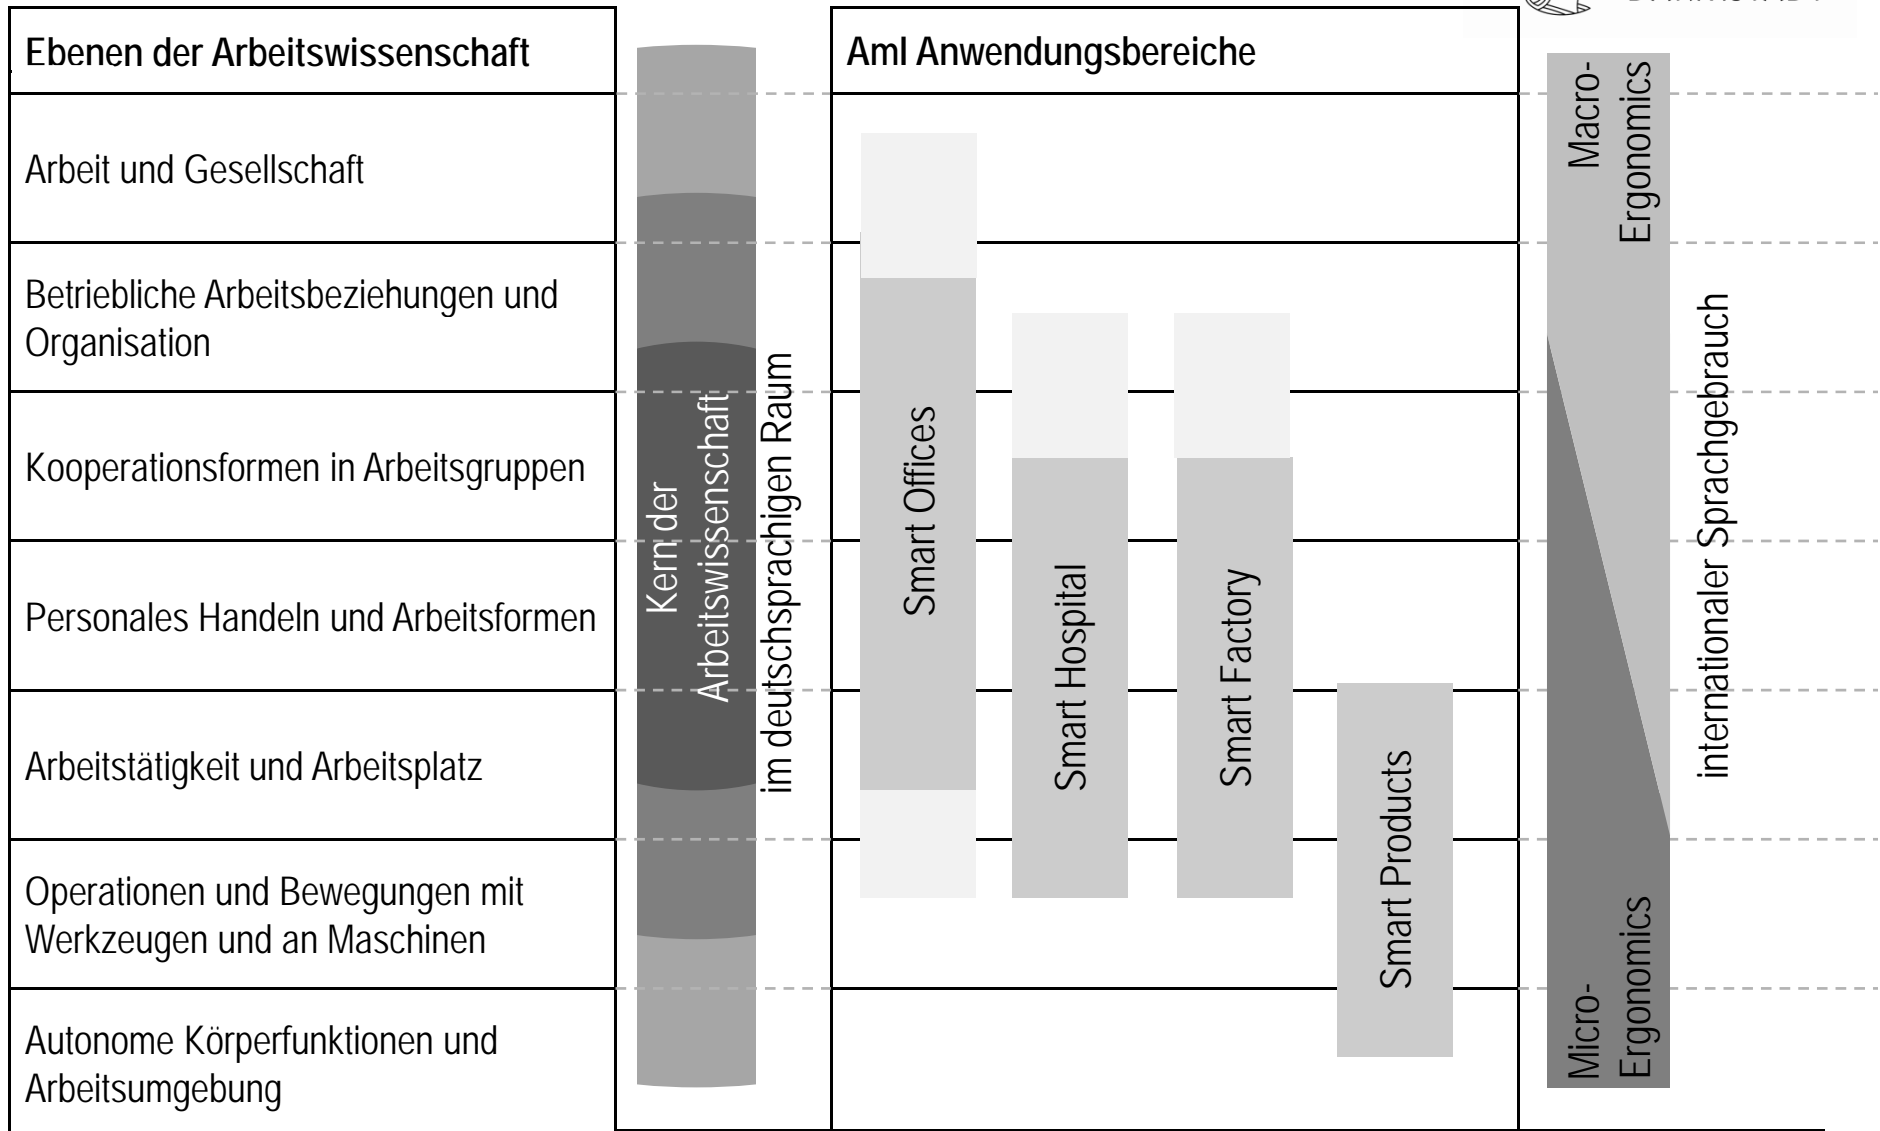 Ebenen der Arbeitswissenschaft
AmI Anwendungsbereiche
Arbeit und Gesellschaft
Betriebliche Arbeitsbeziehungen und
Organisation
Kooperationsformen in Arbeitsgruppen
Personales Handeln und Arbeitsformen
Arbeitstätigkeit und Arbeitsplatz
Operationen und Bewegungen mit
Werkzeugen und an Maschinen
Autonome Körperfunktionen und
Arbeitsumgebung
Kern der
Arbeitswissenschaft
im deutschsprachigen Raum
Smart Offices
Smart Hospital
Smart Factory
Smart Products
Macro-
Ergonomics
Micro-
Ergonomics
internationaler Sprachgebrauch